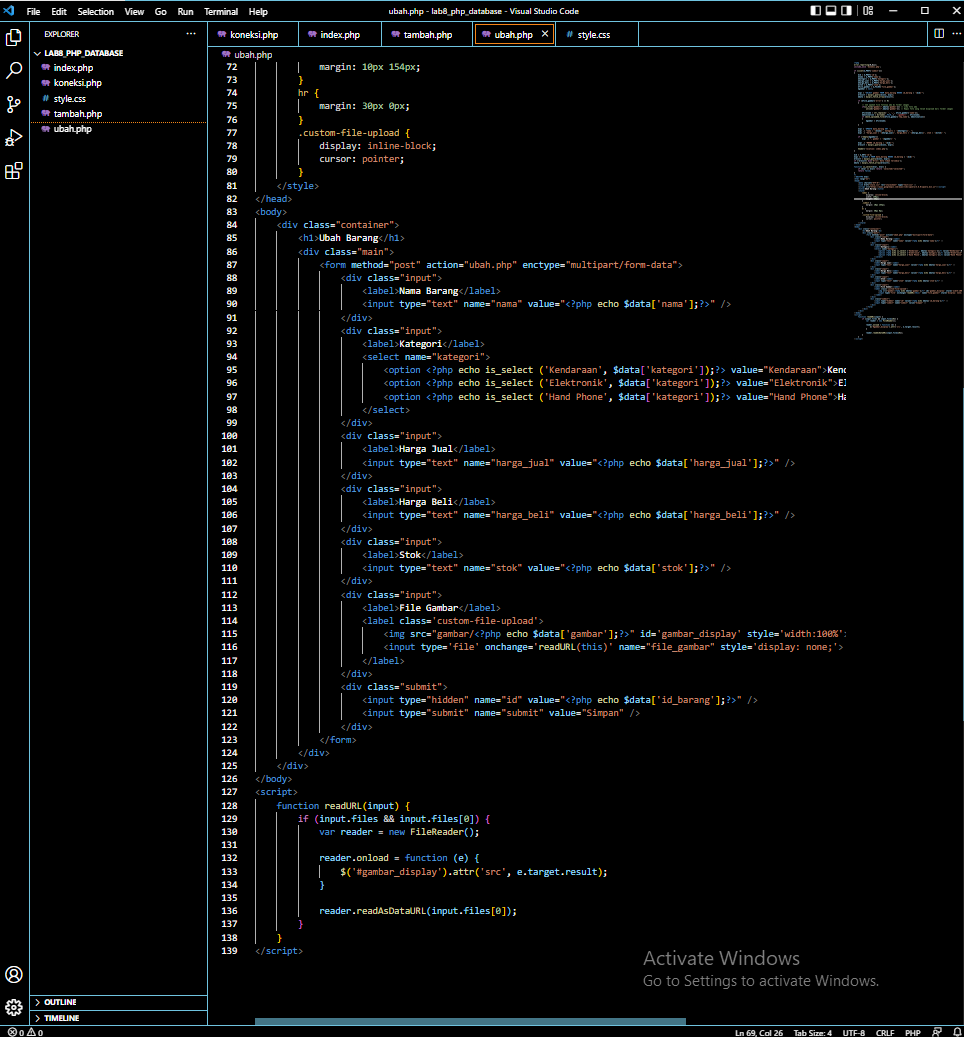 File Edit Selection View Go Run Terminal Help
ubah.php - lab8_php_database - Visual Studio Code
EXPLORER ...
LAB8_PHP_DATABASE
index.php
koneksi.php
style.css
tambah.php
ubah.php
koneksi.php index.php tambah.php ubah.php # style.css
ubah.php
72 margin: 10px 154px;
73 }
74 hr {
75 margin: 30px 0px;
76 }
77 .custom-file-upload {
78 display: inline-block;
79 cursor: pointer;
80 }
81 </style>
82 </head>
83 <body>
84 <div class="container">
85 <h1>Ubah Barang</h1>
86 <div class="main">
87 <form method="post" action="ubah.php" enctype="multipart/form-data">
88 <div class="input">
89 <label>Nama Barang</label>
90 <input type="text" name="nama" value="<?php echo $data['nama'];?>" />
91 </div>
92 <div class="input">
93 <label>Kategori</label>
94 <select name="kategori">
95 <option <?php echo is_select ('Kendaraan', $data['kategori']);?> value="Kendaraan">Kend
96 <option <?php echo is_select ('Elektronik', $data['kategori']);?> value="Elektronik">El
97 <option <?php echo is_select ('Hand Phone', $data['kategori']);?> value="Hand Phone">Ha
98 </select>
99 </div>
100 <div class="input">
101 <label>Harga Jual</label>
102 <input type="text" name="harga_jual" value="<?php echo $data['harga_jual'];?>" />
103 </div>
104 <div class="input">
105 <label>Harga Beli</label>
106 <input type="text" name="harga_beli" value="<?php echo $data['harga_beli'];?>" />
107 </div>
108 <div class="input">
109 <label>Stok</label>
110 <input type="text" name="stok" value="<?php echo $data['stok'];?>" />
111 </div>
112 <div class="input">
113 <label>File Gambar</label>
114 <label class='custom-file-upload'>
115 <img src="gambar/<?php echo $data['gambar'];?>" id='gambar_display' style='width:100%'
116 <input type='file' onchange='readURL(this)' name="file_gambar" style='display: none;'>
117 </label>
118 </div>
119 <div class="submit">
120 <input type="hidden" name="id" value="<?php echo $data['id_barang'];?>" />
121 <input type="submit" name="submit" value="Simpan" />
122 </div>
123 </form>
124 </div>
125 </div>
126 </body>
127 <script>
128 function readURL(input) {
129 if (input.files && input.files[0]) {
130 var reader = new FileReader();
131
132 reader.onload = function (e) {
133 $('#gambar_display').attr('src', e.target.result);
134 }
135
136 reader.readAsDataURL(input.files[0]);
137 }
138 }
139 </script>
Activate Windows
Go to Settings to activate Windows.
OUTLINE
TIMELINE
0 0 Ln 69, Col 26 Tab Size: 4 UTF-8 CRLF PHP